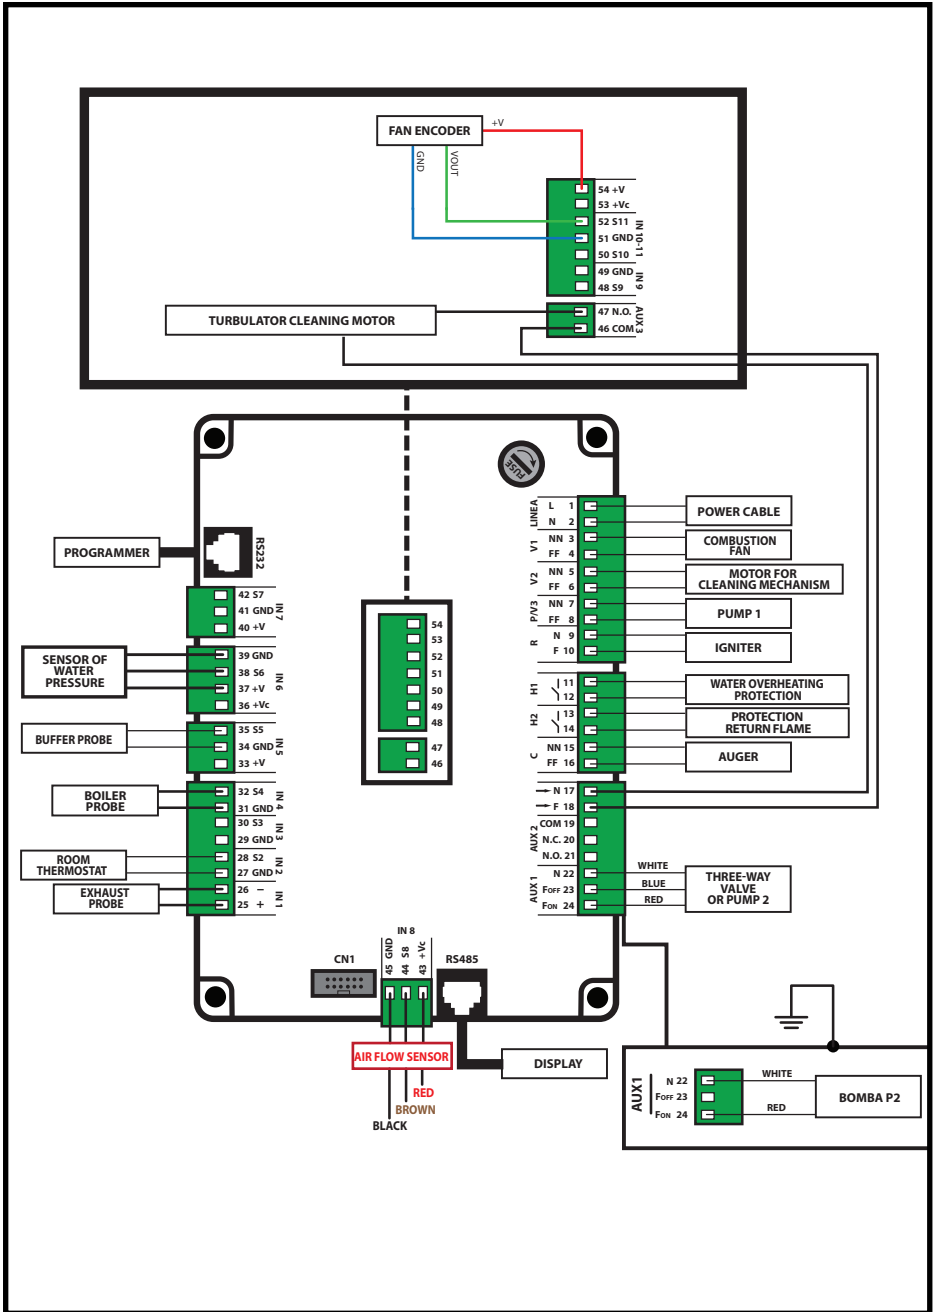 FAN ENCODER
+V
GND
VOUT
54 +V
53 +Vc
52 S11
51 GND
50 S10
49 GND
48 S9
IN 10-11
IN 9
TURBULATOR CLEANING MOTOR
47 N.O.
46 COM
AUX3
FUSE
PROGRAMMER
RS232
42 S7
41 GND
40 +V
IN 7
SENSOR OF
WATER
PRESSURE
39 GND
38 S6
37 +V
36 +Vc
IN 6
BUFFER PROBE
35 S5
34 GND
33 +V
IN 5
BOILER
PROBE
32 S4
31 GND
IN 4
30 S3
29 GND
IN 3
ROOM
THERMOSTAT
28 S2
27 GND
IN 2
EXHAUST
PROBE
26 −
25 +
IN 1
54
53
52
51
50
49
48
47
46
LINEA
L 1
N 2
POWER CABLE
V1
NN 3
FF 4
COMBUSTION
FAN
V2
NN 5
FF 6
MOTOR FOR
CLEANING MECHANISM
P/V3
NN 7
FF 8
PUMP 1
R
N 9
F 10
IGNITER
H1
11
12
WATER OVERHEATING
PROTECTION
H2
13
14
PROTECTION
RETURN FLAME
C
NN 15
FF 16
AUGER
N 17
F 18
AUX 2
COM 19
N.C. 20
N.O. 21
AUX 1
N 22
FOFF 23
FON 24
WHITE
BLUE
RED
THREE-WAY
VALVE
OR PUMP 2
CN1
IN 8
45 GND
44 S8
43 +Vc
RS485
AIR FLOW SENSOR
RED
BROWN
BLACK
DISPLAY
AUX1
N 22
FOFF 23
FON 24
WHITE
RED
BOMBA P2